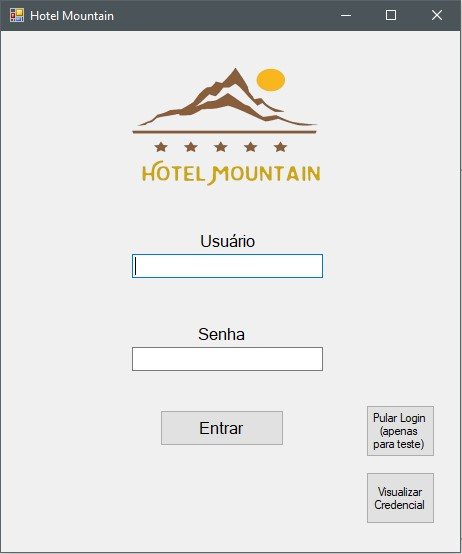 Hotel Mountain
HOTEL MOUNTAIN
Usuário
Senha
Entrar
Pular Login
(apenas
para teste)
Visualizar
Credencial